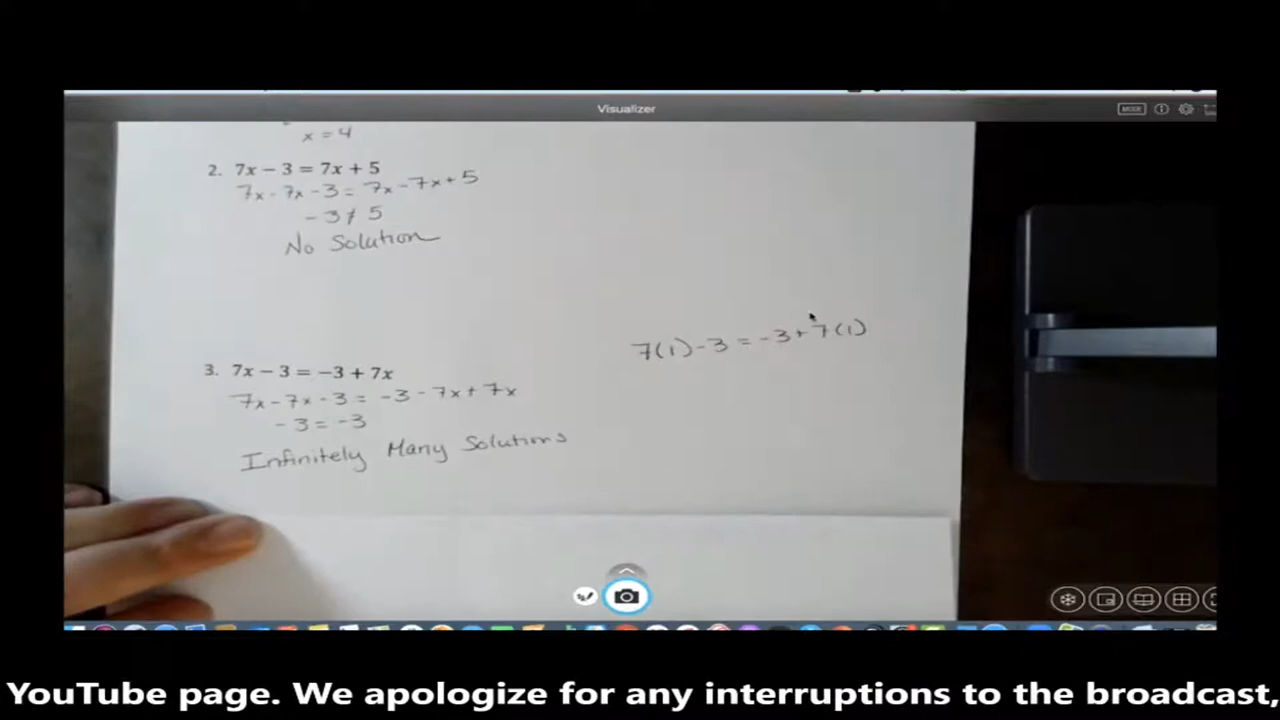 Visualizer
MODE
x = 4
2. 7x − 3 = 7x + 5
7x - 7x - 3 = 7x - 7x + 5
- 3 ≠ 5
No Solution
7(1) - 3 = -3 + 7(1)
3. 7x − 3 = −3 + 7x
7x - 7x - 3 = -3 - 7x + 7x
- 3 = -3
Infinitely Many Solutions
YouTube page. We apologize for any interruptions to the broadcast,